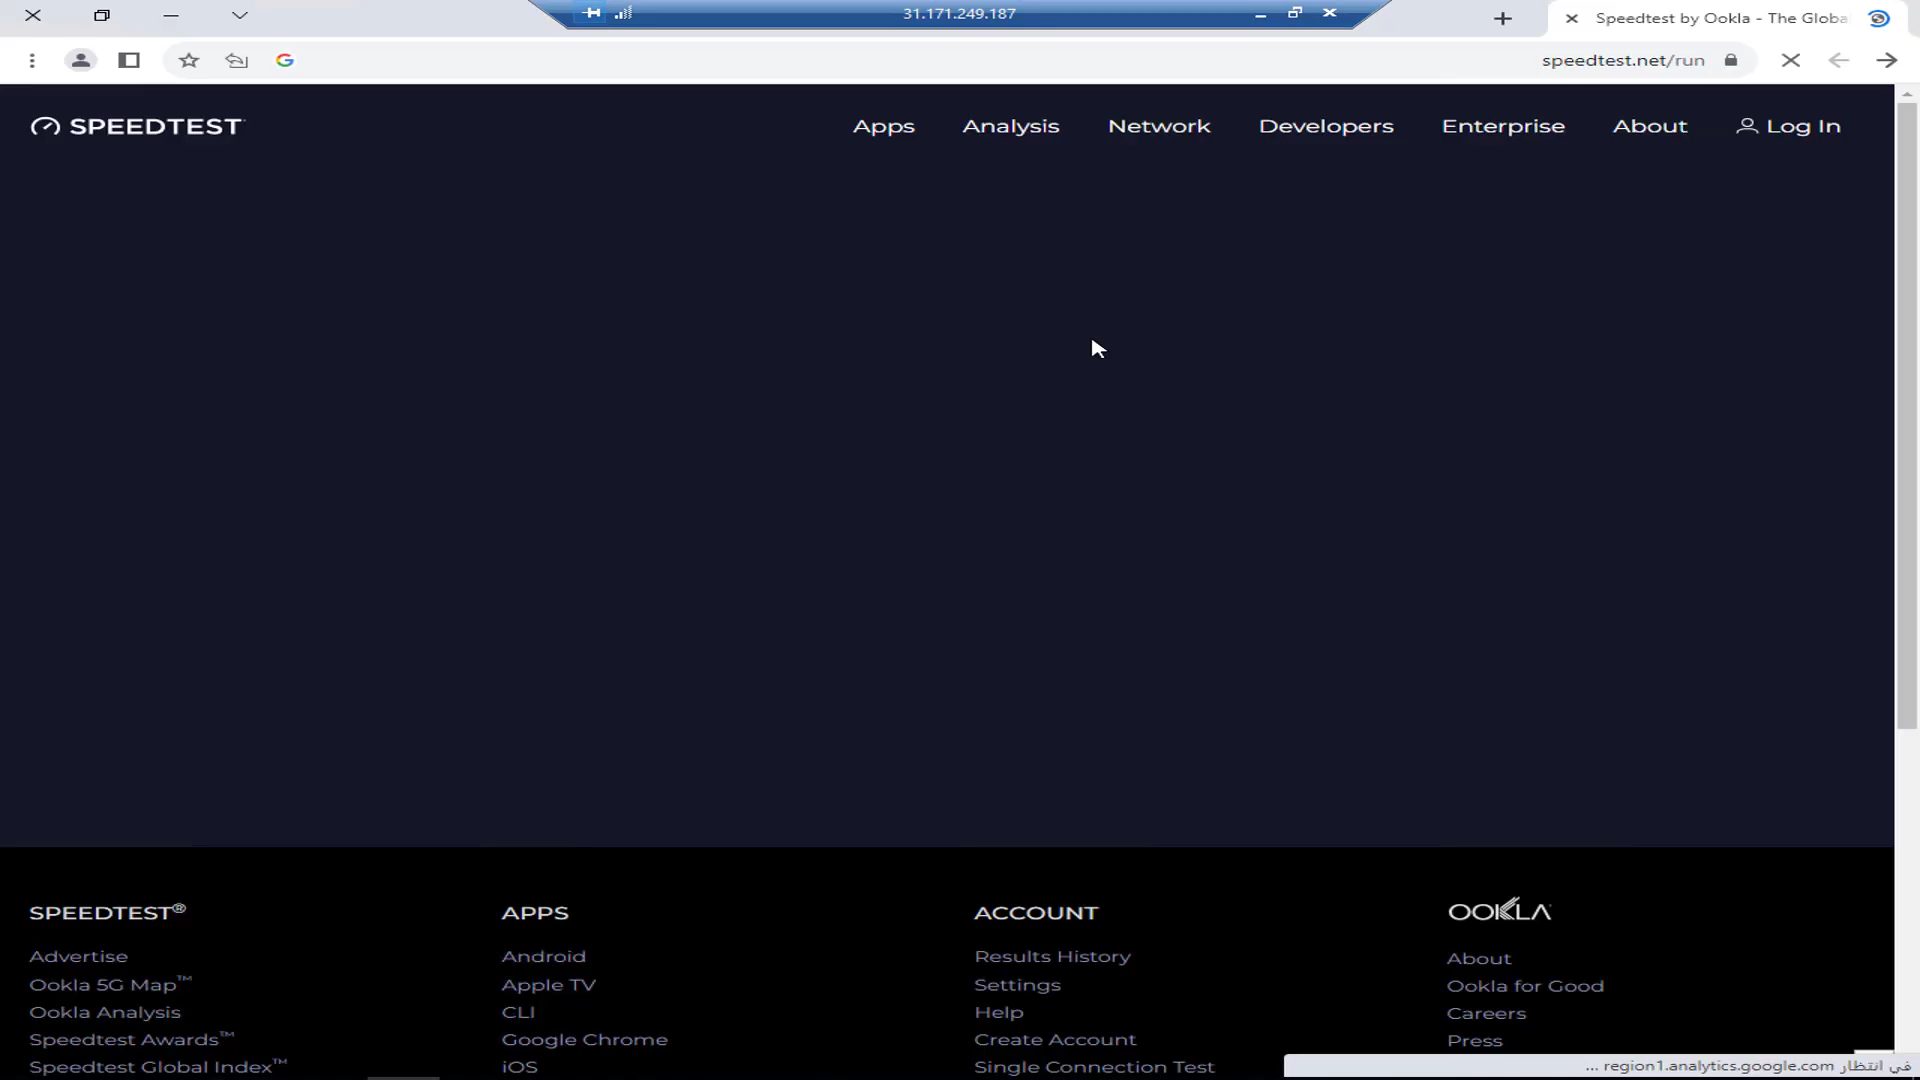 31.171.249.187
Speedtest by Ookla - The Globa
speedtest.net/run
SPEEDTEST
Apps
Analysis
Network
Developers
Enterprise
About
Log In
SPEEDTEST®
Advertise
Ookla 5G Map™
Ookla Analysis
Speedtest Awards™
Speedtest Global Index™
APPS
Android
Apple TV
CLI
Google Chrome
iOS
ACCOUNT
Results History
Settings
Help
Create Account
Single Connection Test
OOKLA
About
Ookla for Good
Careers
Press
في انتظار region1.analytics.google.com ...